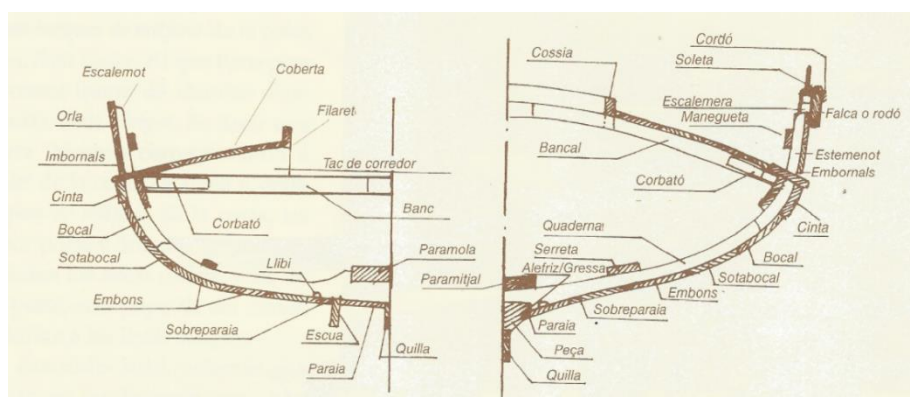 Escalemot
Coberta
Orla
Filaret
Imbornals
Tac de corredor
Cinta
Corbató
Banc
Bocal
Sotabocal
Llibi
Paramola
Embons
Sobreparaia
Escua
Paraia
Quilla
Cordó
Cossia
Soleta
Escalemera
Falca o rodó
Manegueta
Bancal
Estemenot
Embornals
Corbató
Cinta
Quaderna
Serreta
Bocal
Alefriz/Gressa
Sotabocal
Paramitjal
Embons
Sobreparaia
Paraia
Peça
Quilla